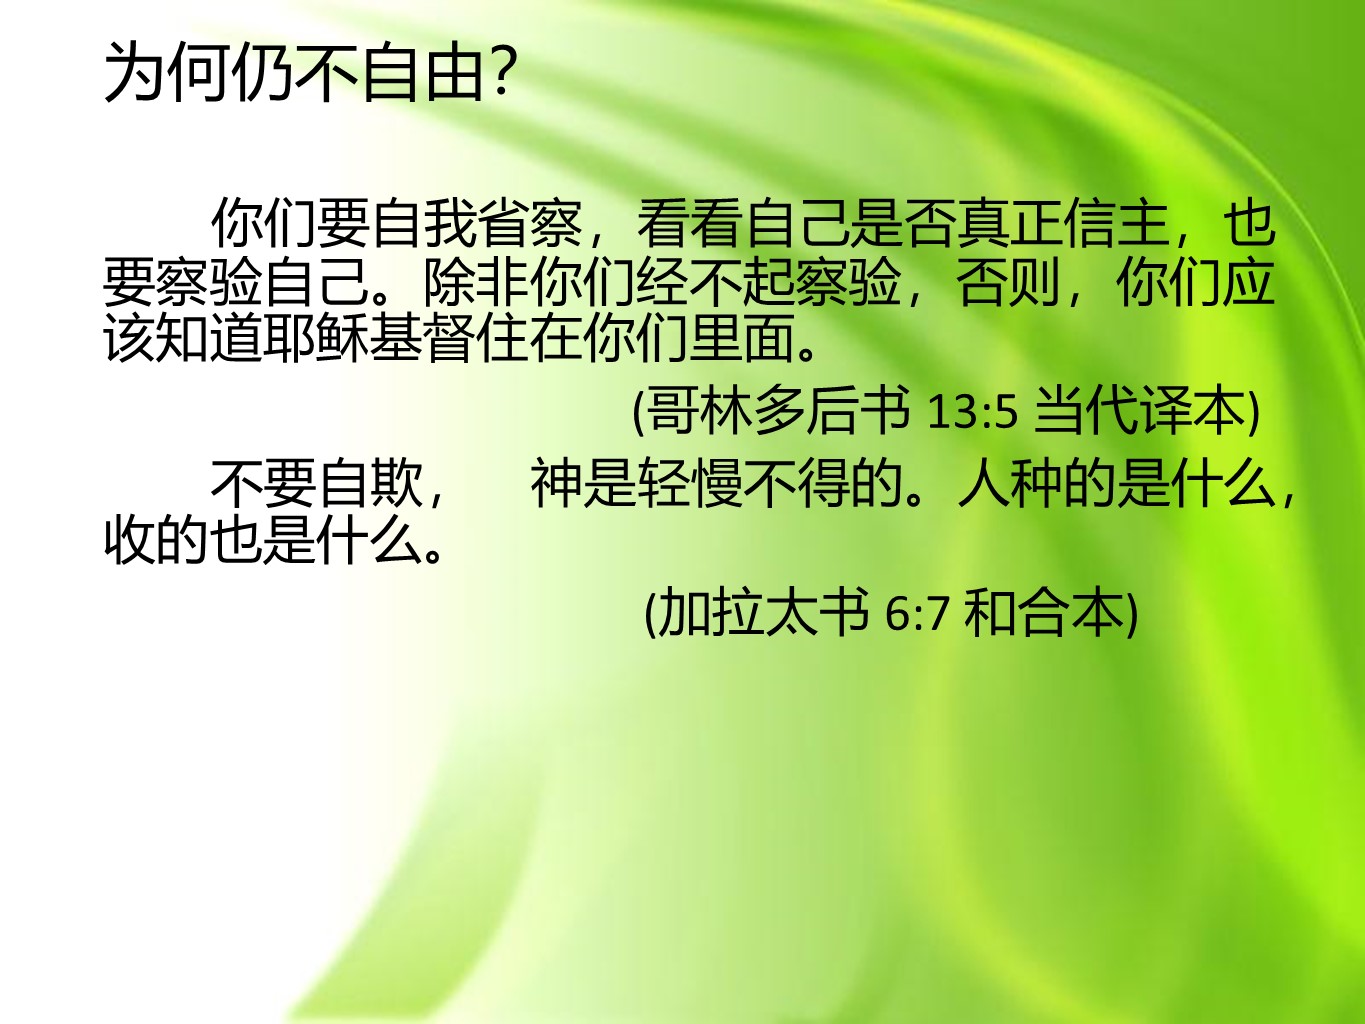 为何仍不自由?
你们要自我省察，看看自己是否真正信主，也
要察验自己。除非你们经不起察验，否则，你们应
该知道耶稣基督住在你们里面。
(哥林多后书 13:5 当代译本)
不要自欺，　神是轻慢不得的。人种的是什么，
收的也是什么。
(加拉太书 6:7 和合本)